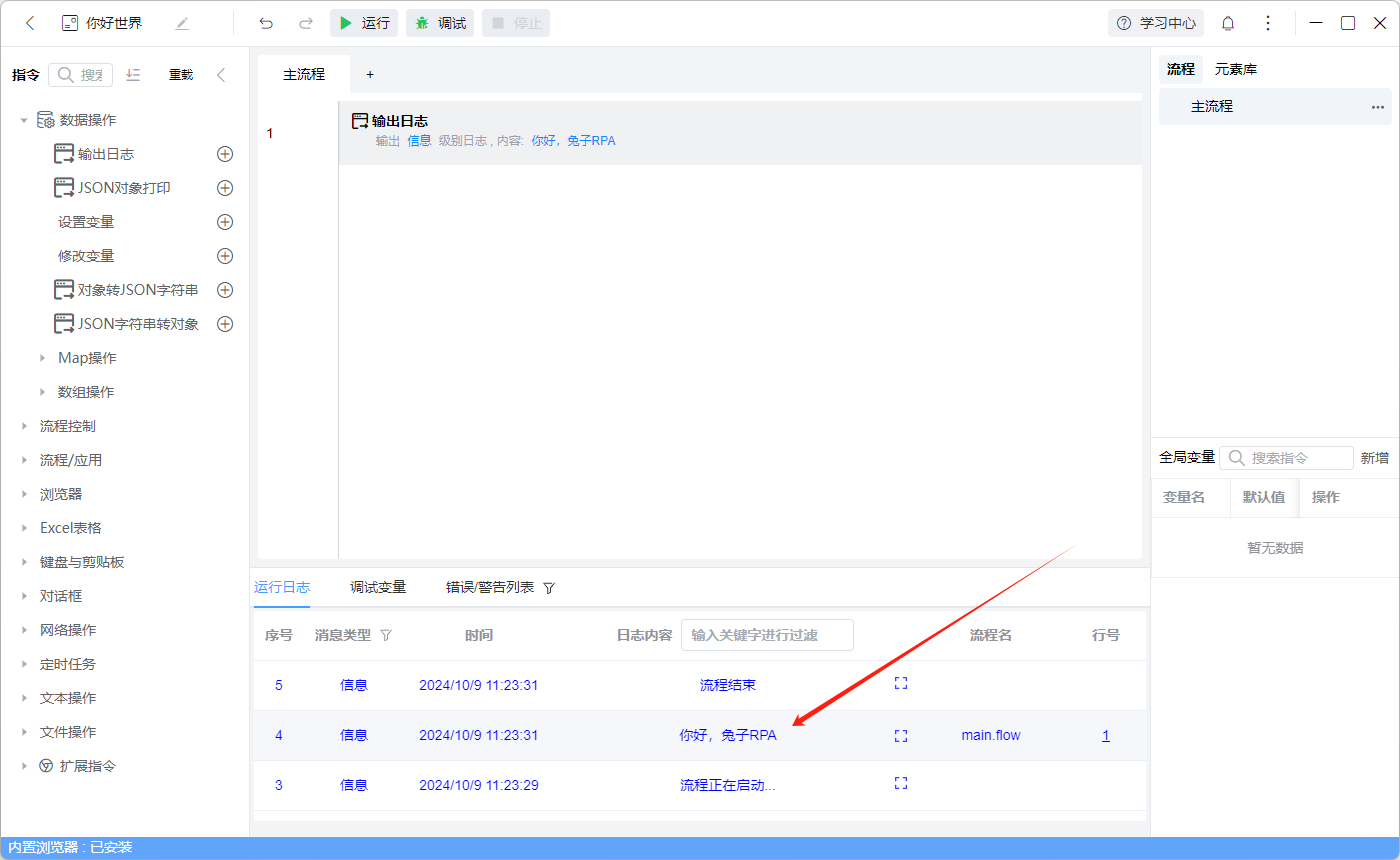 你好世界
运行
调试
停止
学习中心
指令
重载
主流程
+
流程
元素库
主流程
数据操作
输出日志
JSON对象打印
设置变量
修改变量
对象转JSON字符串
JSON字符串转对象
Map操作
数组操作
流程控制
流程/应用
浏览器
Excel表格
键盘与剪贴板
对话框
网络操作
定时任务
文本操作
文件操作
扩展指令
1
输出日志
输出 信息 级别日志 , 内容: 你好，兔子RPA
全局变量
搜索指令
新增
变量名 默认值 操作
暂无数据
运行日志 调试变量 错误/警告列表
序号 消息类型 时间 日志内容 输入关键字进行过滤 流程名 行号
5 信息 2024/10/9 11:23:31 流程结束
4 信息 2024/10/9 11:23:31 你好，兔子RPA main.flow 1
3 信息 2024/10/9 11:23:29 流程正在启动...
内置浏览器 : 已安装